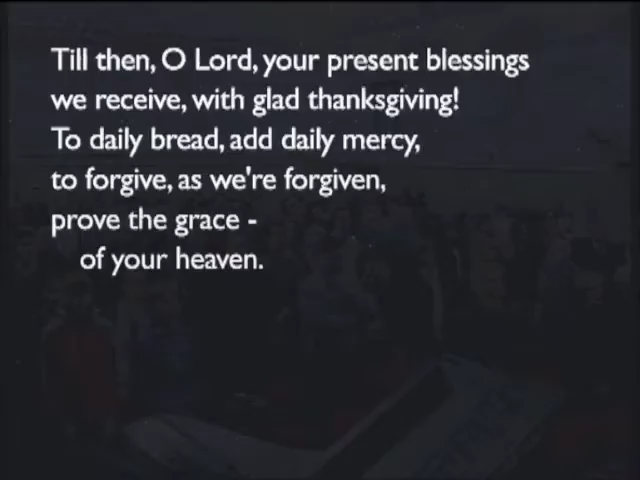 Till then, O Lord, your present blessings
we receive, with glad thanksgiving!
To daily bread, add daily mercy,
to forgive, as we're forgiven,
prove the grace -
of your heaven.